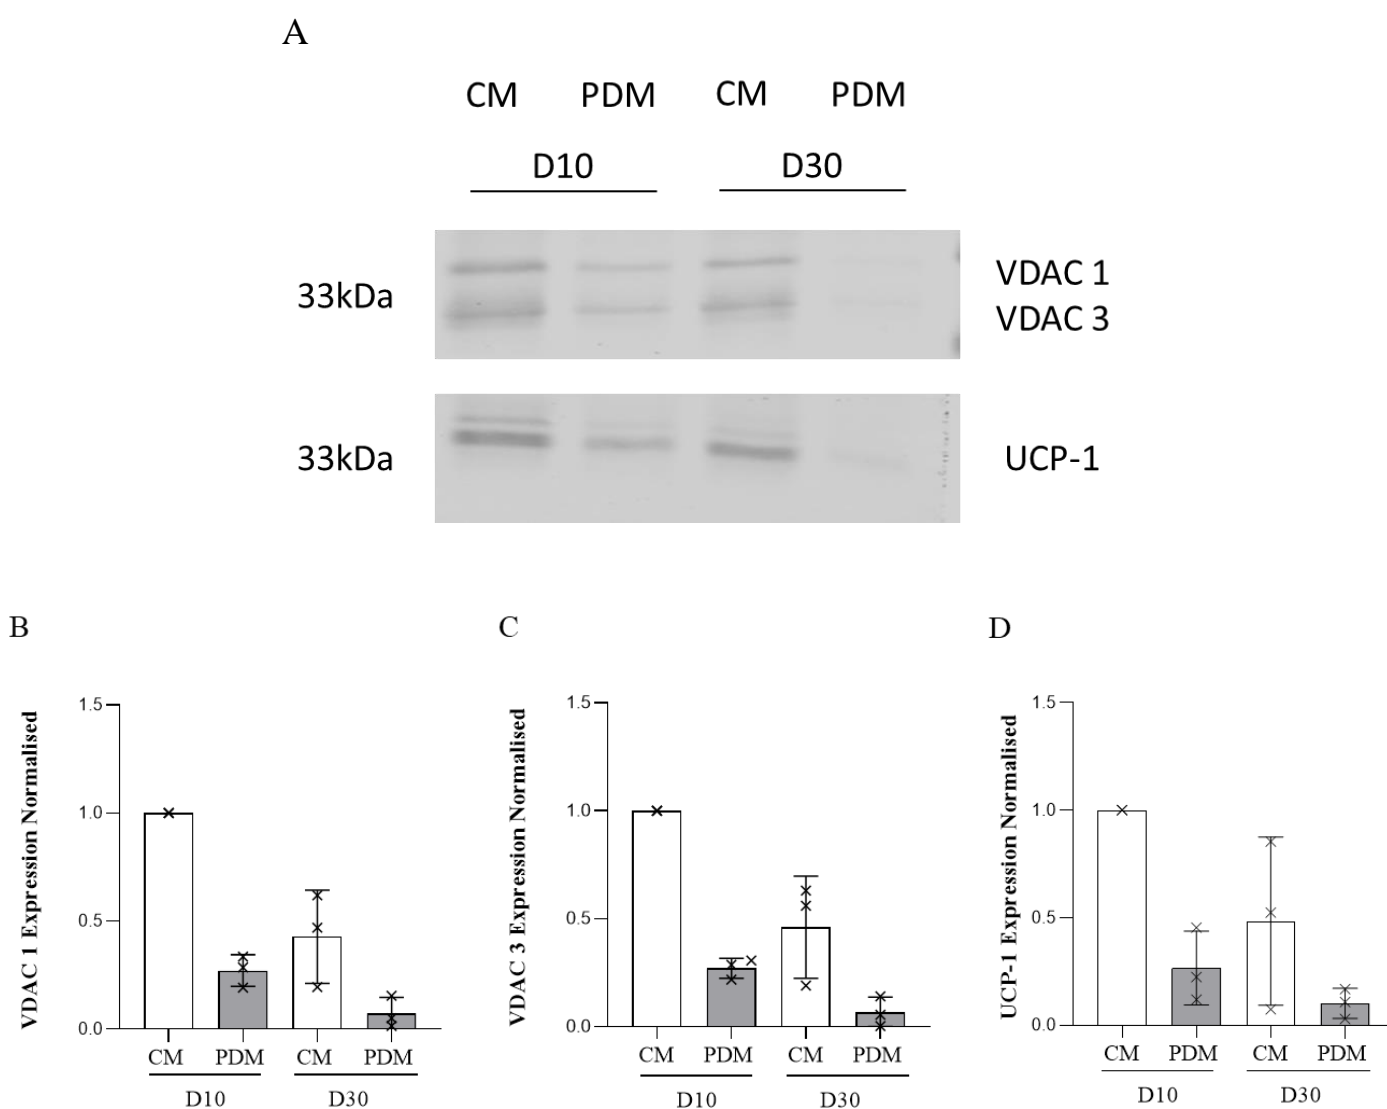 A
CM PDM CM PDM
D10 D30
33kDa VDAC 1
VDAC 3
33kDa UCP-1
B
VDAC 1 Expression Normalised
1.5
1.0
0.5
0.0
CM PDM CM PDM
D10 D30
C
VDAC 3 Expression Normalised
1.5
1.0
0.5
0.0
CM PDM CM PDM
D10 D30
D
UCP-1 Expression Normalised
1.5
1.0
0.5
0.0
CM PDM CM PDM
D10 D30